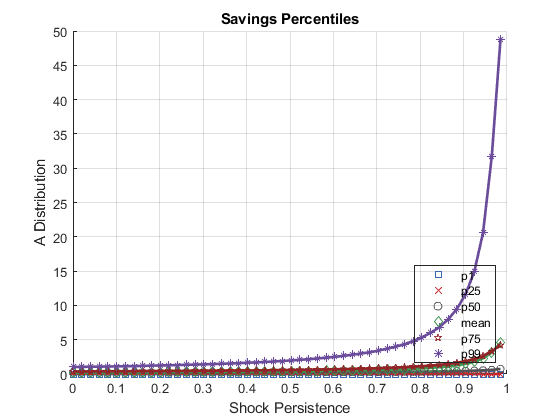 Savings Percentiles
50
45
40
35
30
25
20
15
10
5
0
A Distribution
p1
p25
p50
mean
p75
p99
0 0.1 0.2 0.3 0.4 0.5 0.6 0.7 0.8 0.9 1
Shock Persistence